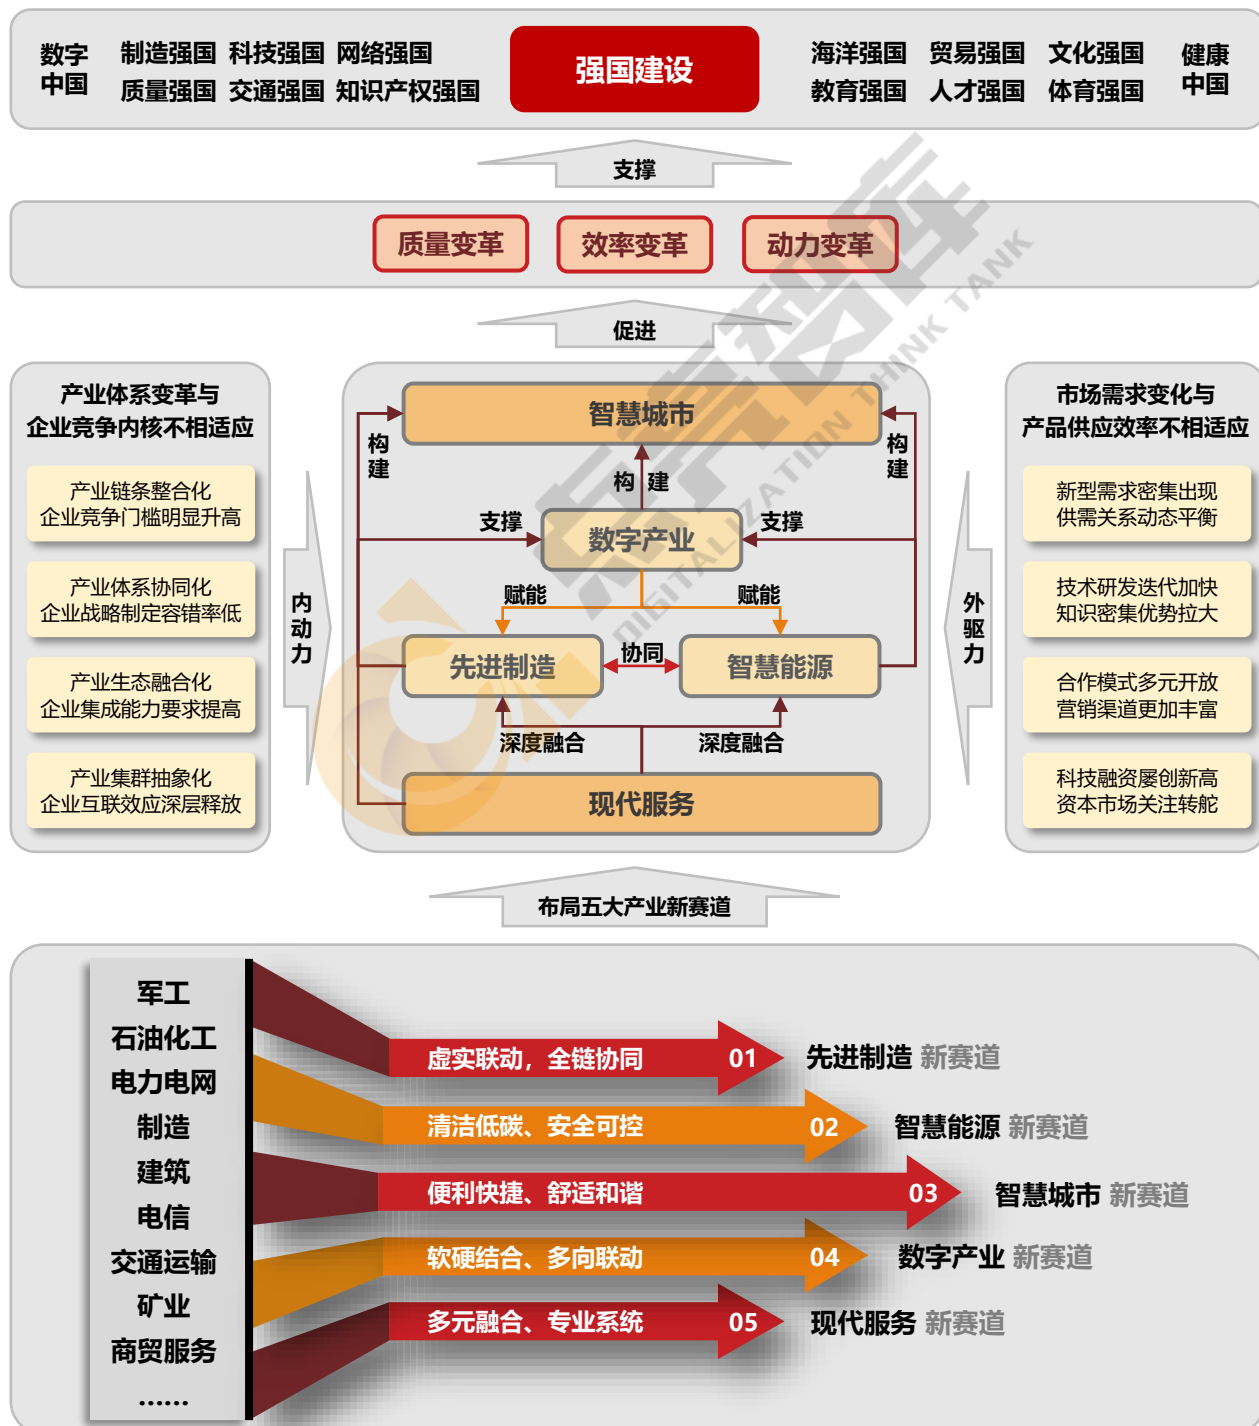 数字
中国
制造强国 科技强国 网络强国
质量强国 交通强国 知识产权强国
强国建设
海洋强国 贸易强国 文化强国
教育强国 人才强国 体育强国
健康
中国
支撑
质量变革 效率变革 动力变革
促进
产业体系变革与
企业竞争内核不相适应
产业链条整合化
企业竞争门槛明显升高
产业体系协同化
企业战略制定容错率低
产业生态融合化
企业集成能力要求提高
产业集群抽象化
企业互联效应深层释放
内动力
智慧城市
构建
构建
构建
支撑
数字产业
支撑
赋能
赋能
先进制造
协同
智慧能源
深度融合
深度融合
现代服务
外驱力
市场需求变化与
产品供应效率不相适应
新型需求密集出现
供需关系动态平衡
技术研发迭代加快
知识密集优势拉大
合作模式多元开放
营销渠道更加丰富
科技融资屡创新高
资本市场关注转舵
布局五大产业新赛道
军工
石油化工
电力电网
制造
建筑
电信
交通运输
矿业
商贸服务
……
虚实联动，全链协同 01 先进制造 新赛道
清洁低碳、安全可控 02 智慧能源 新赛道
便利快捷、舒适和谐 03 智慧城市 新赛道
软硬结合、多向联动 04 数字产业 新赛道
多元融合、专业系统 05 现代服务 新赛道
DIGITALIZATION THINK TANK